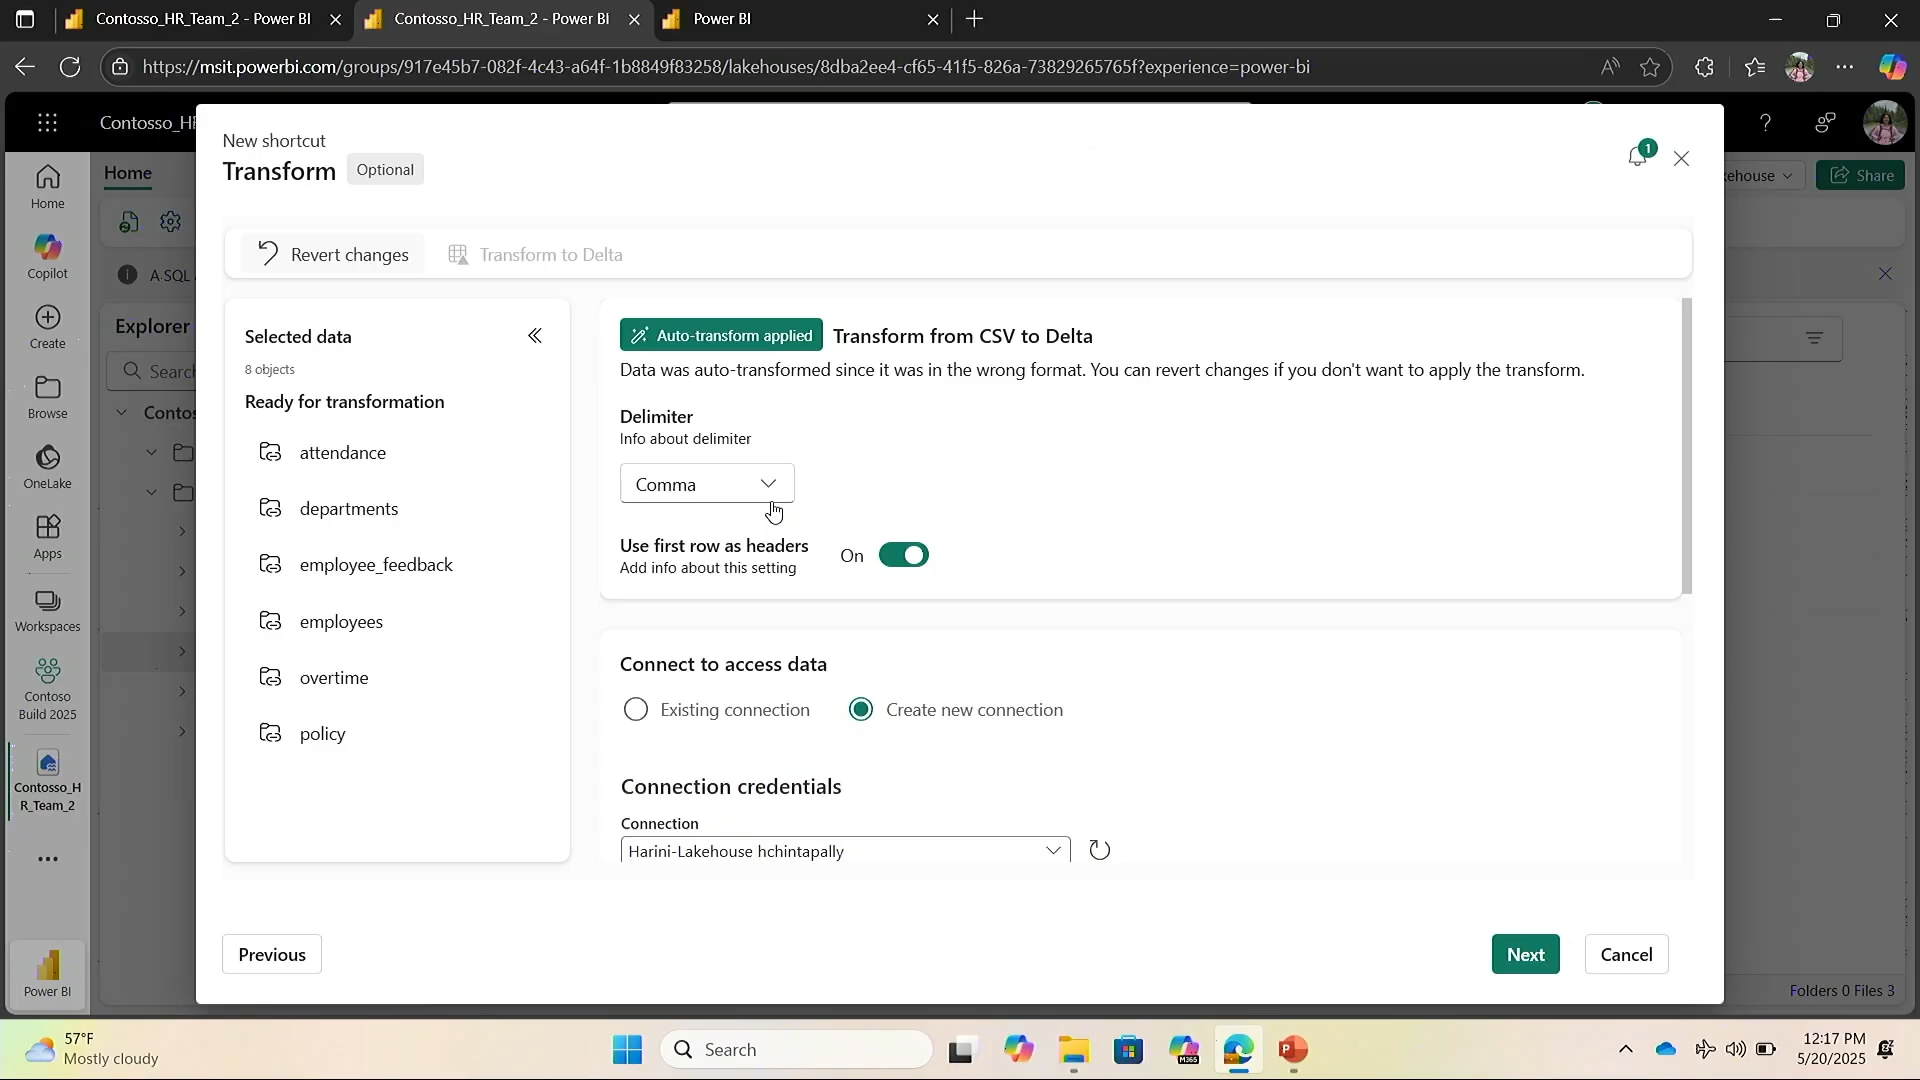 Contosso_HR_Team_2 - Power BI
Contosso_HR_Team_2 - Power BI
Power BI
https://msit.powerbi.com/groups/917e45b7-082f-4c43-a64f-1b8849f83258/lakehouses/8dba2ee4-cf65-41f5-826a-73829265765f?experience=power-bi
Contosso_HR
New shortcut
Transform
Optional
1
Home
Share
Revert changes
Transform to Delta
A SQL
Explorer
Search
Home
Copilot
Create
Browse
OneLake
Apps
Workspaces
Contoso
Build 2025
Contosso_H
R_Team_2
Power BI
Selected data
8 objects
Ready for transformation
attendance
departments
employee_feedback
employees
overtime
policy
Auto-transform applied
Transform from CSV to Delta
Data was auto-transformed since it was in the wrong format. You can revert changes if you don't want to apply the transform.
Delimiter
Info about delimiter
Comma
Use first row as headers
Add info about this setting
On
Connect to access data
Existing connection
Create new connection
Connection credentials
Connection
Harini-Lakehouse hchintapally
Previous
Next
Cancel
Folders 0 Files 3
57°F
Mostly cloudy
Search
M365
12:17 PM
5/20/2025